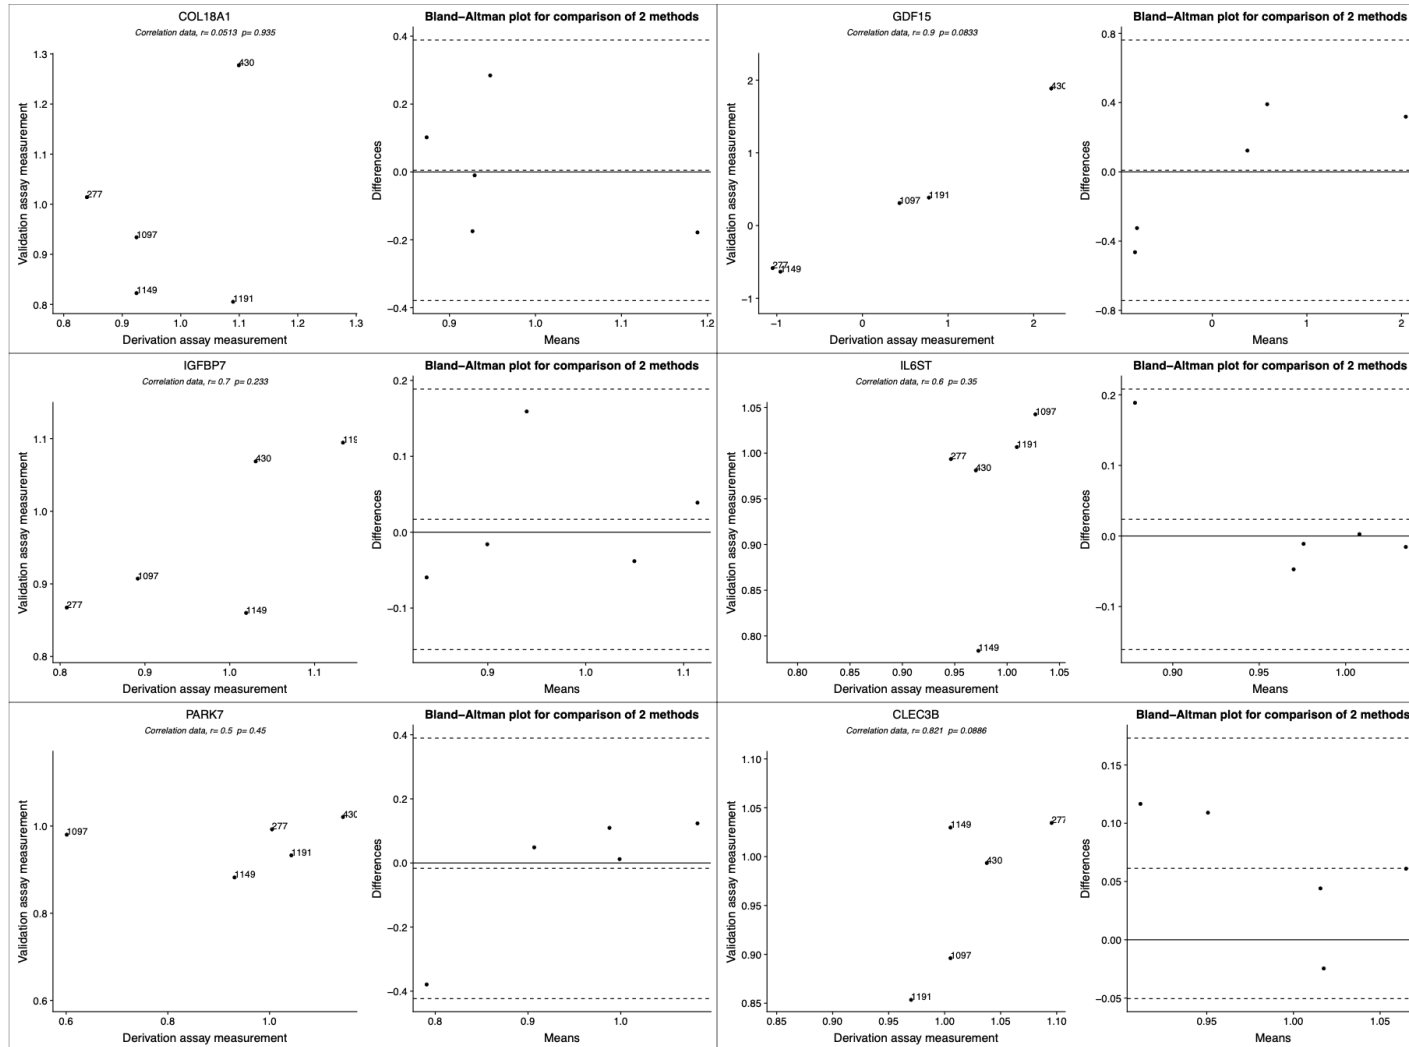 COL18A1
Correlation data, r= 0.0513 p= 0.935
Validation assay measurement
1.3
1.2
1.1
1.0
0.9
0.8
430
277
1097
1149
1191
0.8 0.9 1.0 1.1 1.2 1.3
Derivation assay measurement
Bland−Altman plot for comparison of 2 methods
Differences
0.4
0.2
0.0
−0.2
−0.4
0.9 1.0 1.1 1.2
Means
GDF15
Correlation data, r= 0.9 p= 0.0833
Validation assay measurement
2
1
0
−1
430
1097
1191
277
1149
−1 0 1 2
Derivation assay measurement
Bland−Altman plot for comparison of 2 methods
Differences
0.8
0.4
0.0
−0.4
−0.8
0 1 2
Means
IGFBP7
Correlation data, r= 0.7 p= 0.233
Validation assay measurement
1.1
1.0
0.9
0.8
119
430
1097
277
1149
0.8 0.9 1.0 1.1
Derivation assay measurement
Bland−Altman plot for comparison of 2 methods
Differences
0.2
0.1
0.0
−0.1
0.9 1.0 1.1
Means
IL6ST
Correlation data, r= 0.6 p= 0.35
Validation assay measurement
1.05
1.00
0.95
0.90
0.85
0.80
1097
1191
277
430
1149
0.80 0.85 0.90 0.95 1.00 1.05
Derivation assay measurement
Bland−Altman plot for comparison of 2 methods
Differences
0.2
0.1
0.0
−0.1
0.90 0.95 1.00
Means
PARK7
Correlation data, r= 0.5 p= 0.45
Validation assay measurement
1.0
0.8
0.6
430
1097
277
1191
1149
0.6 0.8 1.0
Derivation assay measurement
Bland−Altman plot for comparison of 2 methods
Differences
0.4
0.2
0.0
−0.2
−0.4
0.8 0.9 1.0
Means
CLEC3B
Correlation data, r= 0.821 p= 0.0886
Validation assay measurement
1.10
1.05
1.00
0.95
0.90
0.85
277
1149
430
1097
1191
0.85 0.90 0.95 1.00 1.05 1.10
Derivation assay measurement
Bland−Altman plot for comparison of 2 methods
Differences
0.15
0.10
0.05
0.00
−0.05
0.95 1.00 1.05
Means